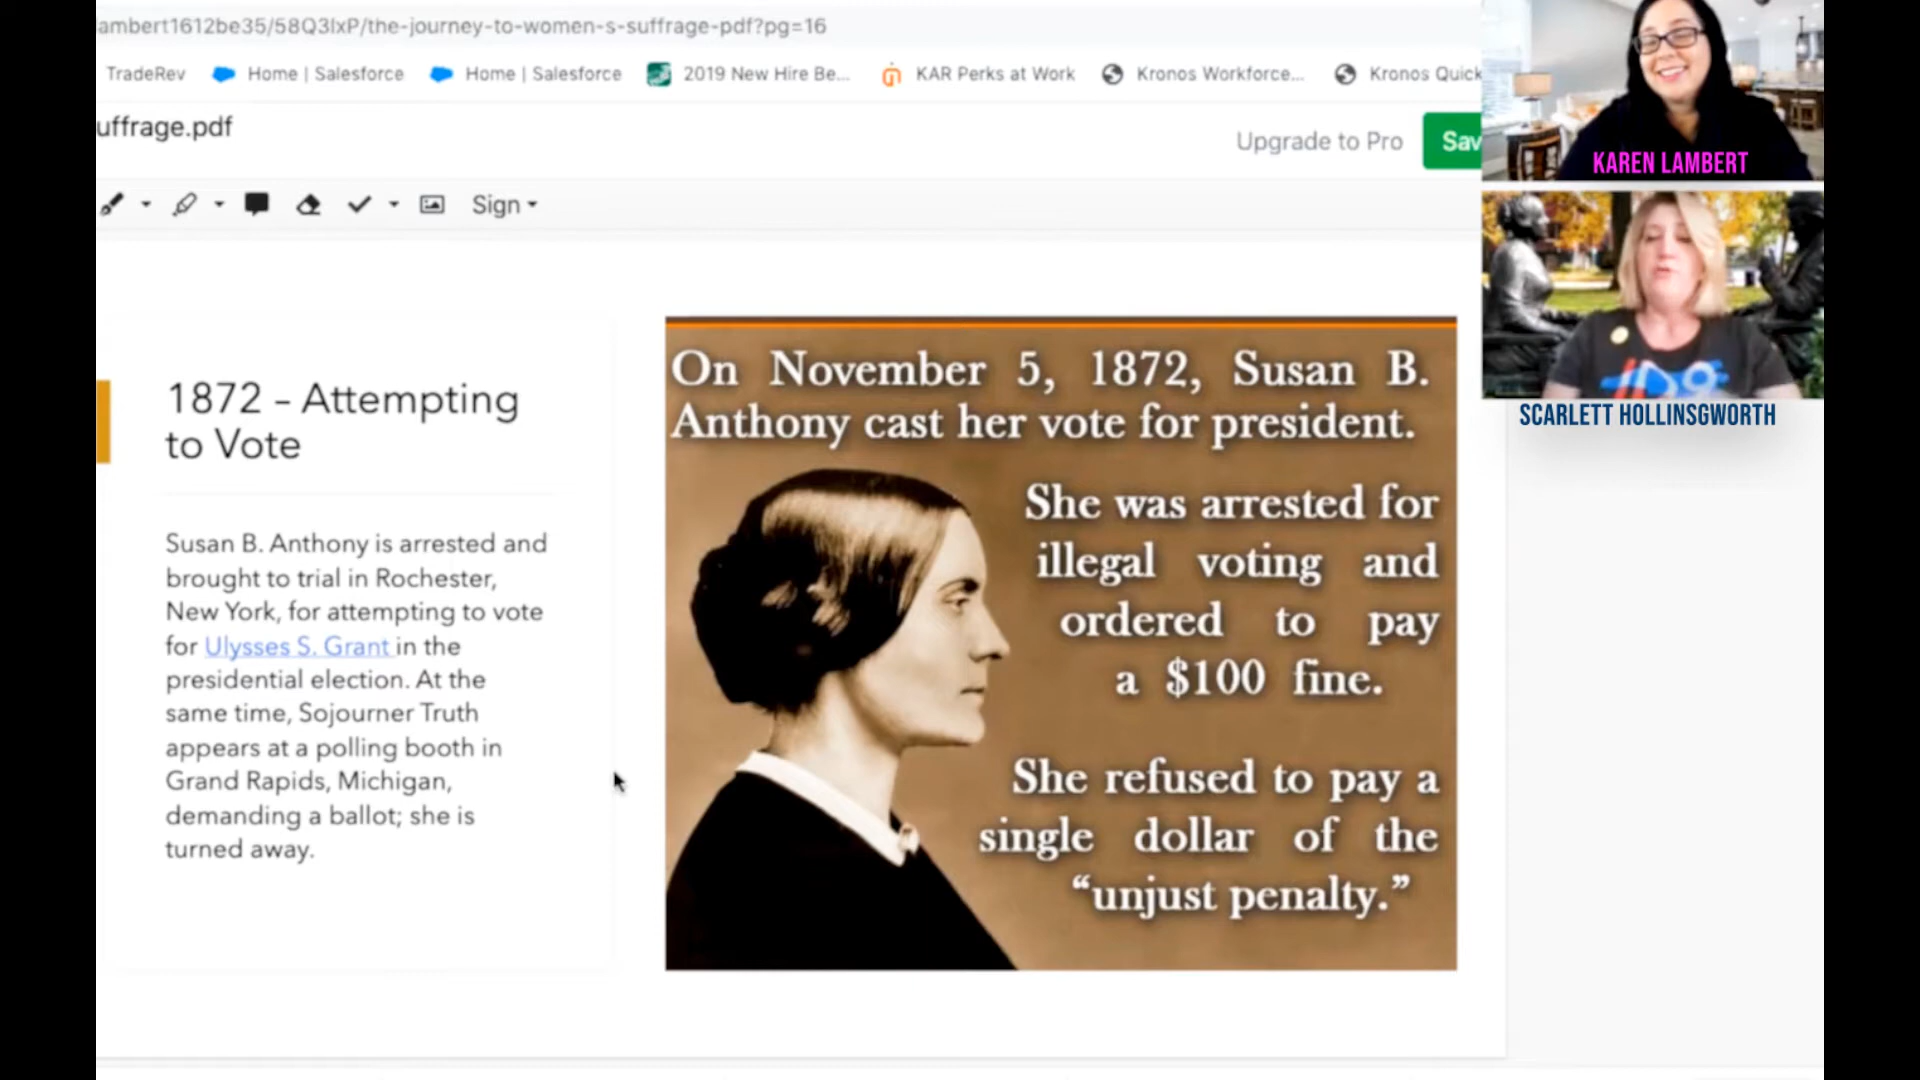 ambert1612be35/58Q3lxP/the-journey-to-women-s-suffrage-pdf?pg=16
TradeRev Home | Salesforce Home | Salesforce 2019 New Hire Be... KAR Perks at Work Kronos Workforce... Kronos Quick
uffrage.pdf
Upgrade to Pro Sav
Sign
KAREN LAMBERT
SCARLETT HOLLINSGWORTH
1872 – Attempting
to Vote
Susan B. Anthony is arrested and
brought to trial in Rochester,
New York, for attempting to vote
for Ulysses S. Grant in the
presidential election. At the
same time, Sojourner Truth
appears at a polling booth in
Grand Rapids, Michigan,
demanding a ballot; she is
turned away.
On November 5, 1872, Susan B.
Anthony cast her vote for president.
She was arrested for
illegal voting and
ordered to pay
a $100 fine.
She refused to pay a
single dollar of the
“unjust penalty.”